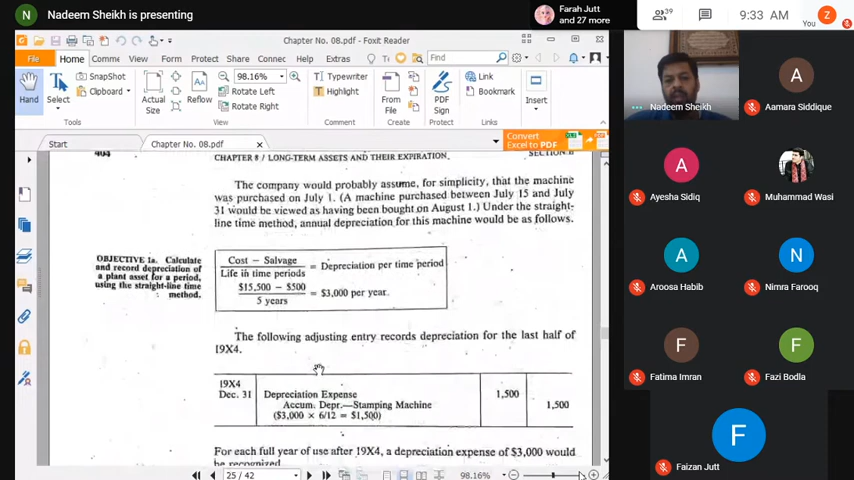 N
Nadeem Sheikh is presenting
Farah Jutt
and 27 more
39
9:33 AM
You
Z
Chapter No. 08.pdf - Foxit Reader
File
Home
Comme
View
Form
Protect
Share
Connec
Help
Extras
Find
Hand
Select
SnapShot
Clipboard
Actual
Size
Reflow
98.16%
Rotate Left
Rotate Right
Typewriter
Highlight
From
File
PDF
Sign
Link
Bookmark
Insert
Tools
View
Comment
Create
Protect
Links
Start
Chapter No. 08.pdf
Convert
Excel to PDF
404
CHAPTER 8 / LONG-TERM ASSETS AND THEIR EXPIRATION
SECTION II
The company would probably assume, for simplicity, that the machine
was purchased on July 1. (A machine purchased between July 15 and July
31 would be viewed as having been bought on August 1.) Under the straight-
line time method, annual depreciation for this machine would be as follows.
OBJECTIVE 1a. Calculate
and record depreciation of
a plant asset for a period,
using the straight-line time
method.
Cost − Salvage
Life in time periods
= Depreciation per time period
$15,500 − $500
5 years
= $3,000 per year.
The following adjusting entry records depreciation for the last half of
19X4.
19X4
Dec. 31
Depreciation Expense
1,500
Accum. Depr.—Stamping Machine
1,500
($3,000 × 6/12 = $1,500)
For each full year of use after 19X4, a depreciation expense of $3,000 would
be recognized.
25 / 42
98.16%
Nadeem Sheikh
A
Aamara Siddique
A
Ayesha Sidiq
Muhammad Wasi
A
Aroosa Habib
N
Nimra Farooq
F
Fatima Imran
F
Fazi Bodla
F
Faizan Jutt